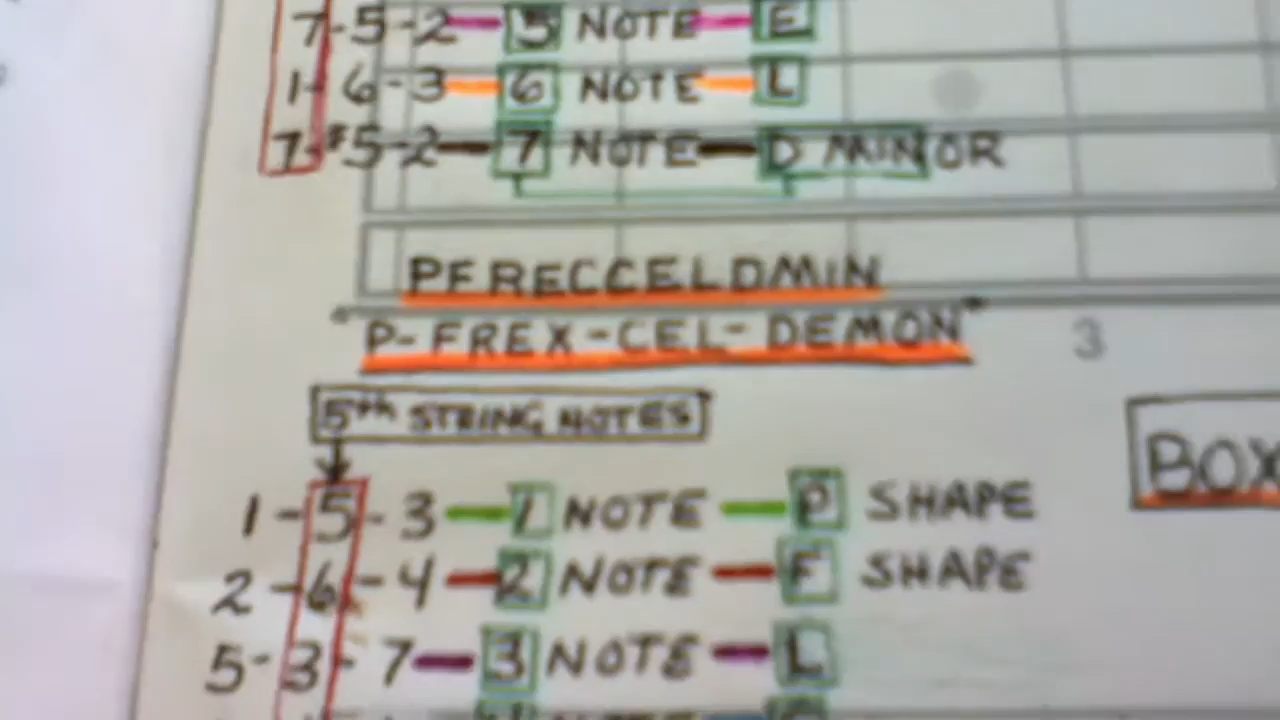 7-5-2 — 5 NOTE — E
1-6-3 — 6 NOTE — L
7-#5-2 — 7 NOTE — D MINOR
PFRECCELDMIN
P-FREX-CEL-DEMON
3
5th STRING NOTES
BOX
1-5-3 — 1 NOTE — P SHAPE
2-6-4 — 2 NOTE — F SHAPE
5-3-7 — 3 NOTE — L